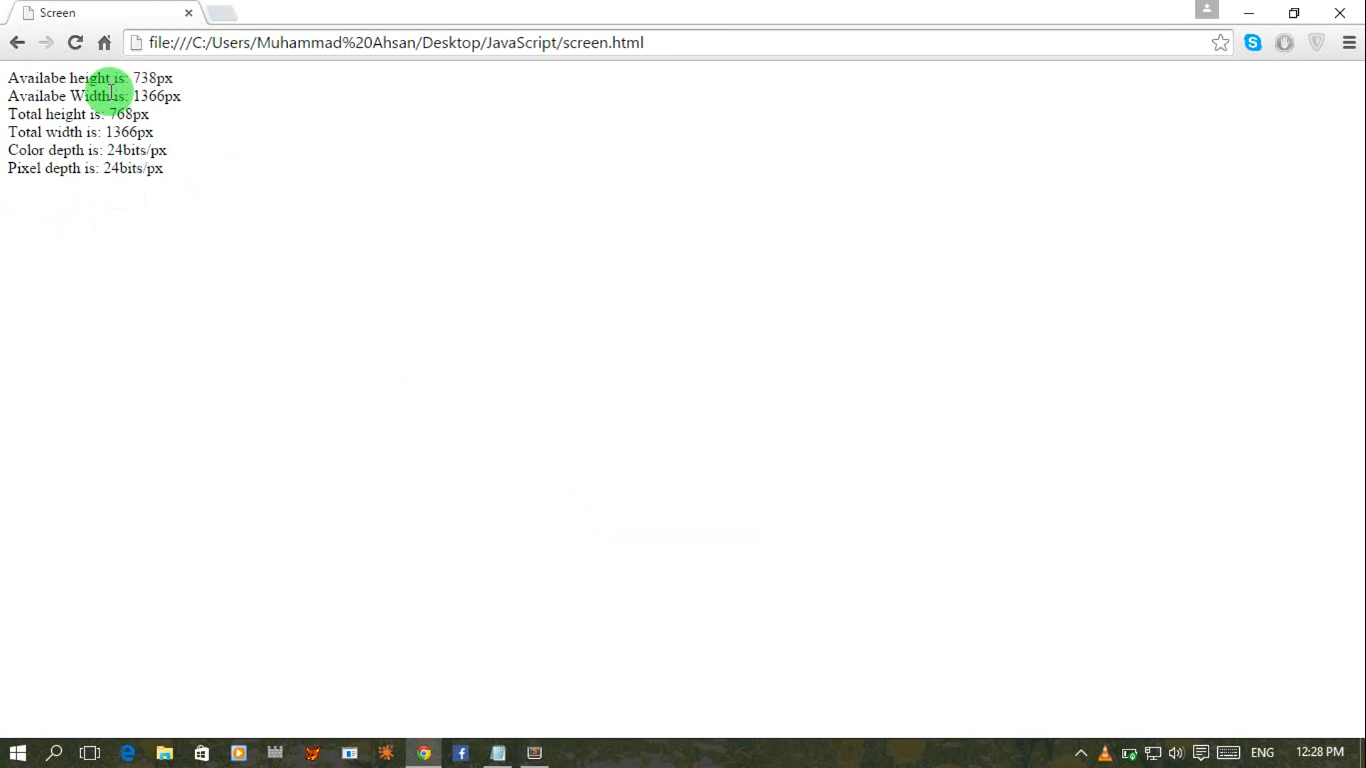 Screen
file:///C:/Users/Muhammad%20Ahsan/Desktop/JavaScript/screen.html
Availabe height is: 738px
Availabe Width is: 1366px
Total height is: 768px
Total width is: 1366px
Color depth is: 24bits/px
Pixel depth is: 24bits/px
ENG
12:28 PM